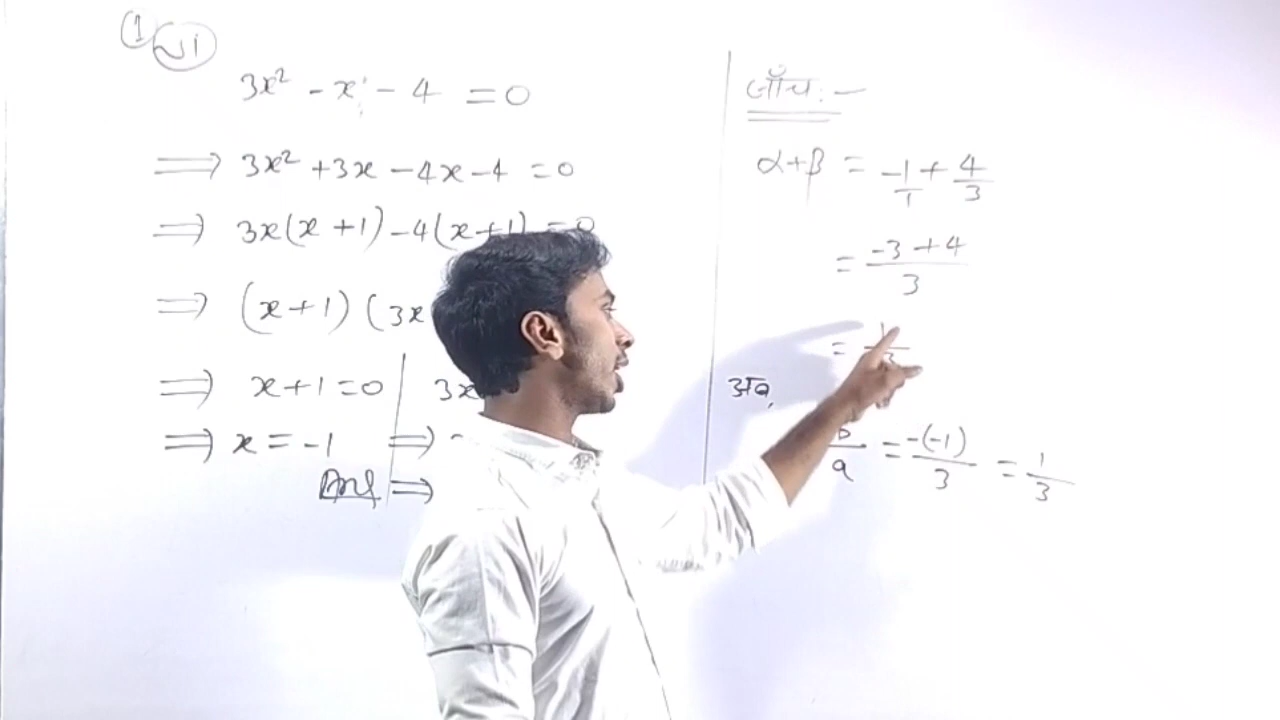 ① vi
3x² - x - 4 = 0
⇒ 3x² + 3x - 4x - 4 = 0
⇒ 3x(x + 1) - 4(x + 1) = 0
⇒ (x + 1) (3x
⇒ x + 1 = 0 | 3x
⇒ x = -1 | ⇒
Ans ⇒
जाँच :-
α + β = -1/1 + 4/3
= (-3 + 4)/3
अब,
b/a = -(-1)/3 = 1/3